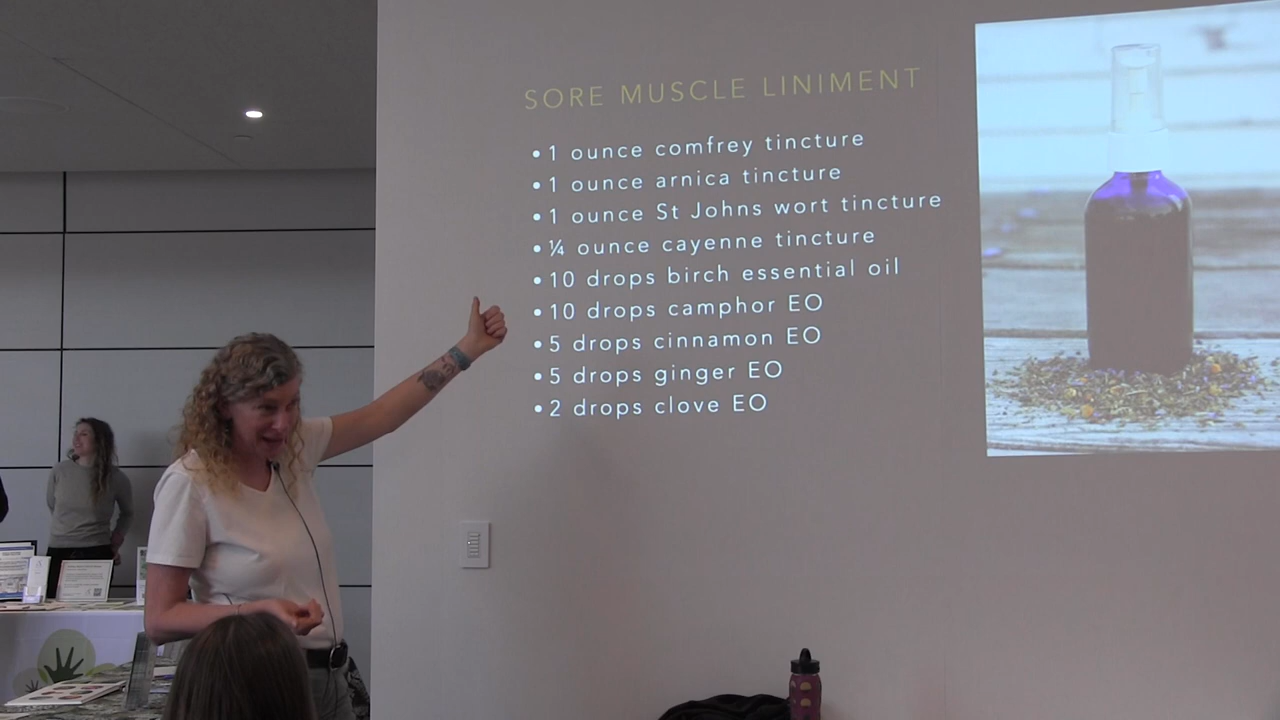 SORE MUSCLE LINIMENT
•1 ounce comfrey tincture
•1 ounce arnica tincture
•1 ounce St Johns wort tincture
•¼ ounce cayenne tincture
•10 drops birch essential oil
•10 drops camphor EO
•5 drops cinnamon EO
•5 drops ginger EO
•2 drops clove EO